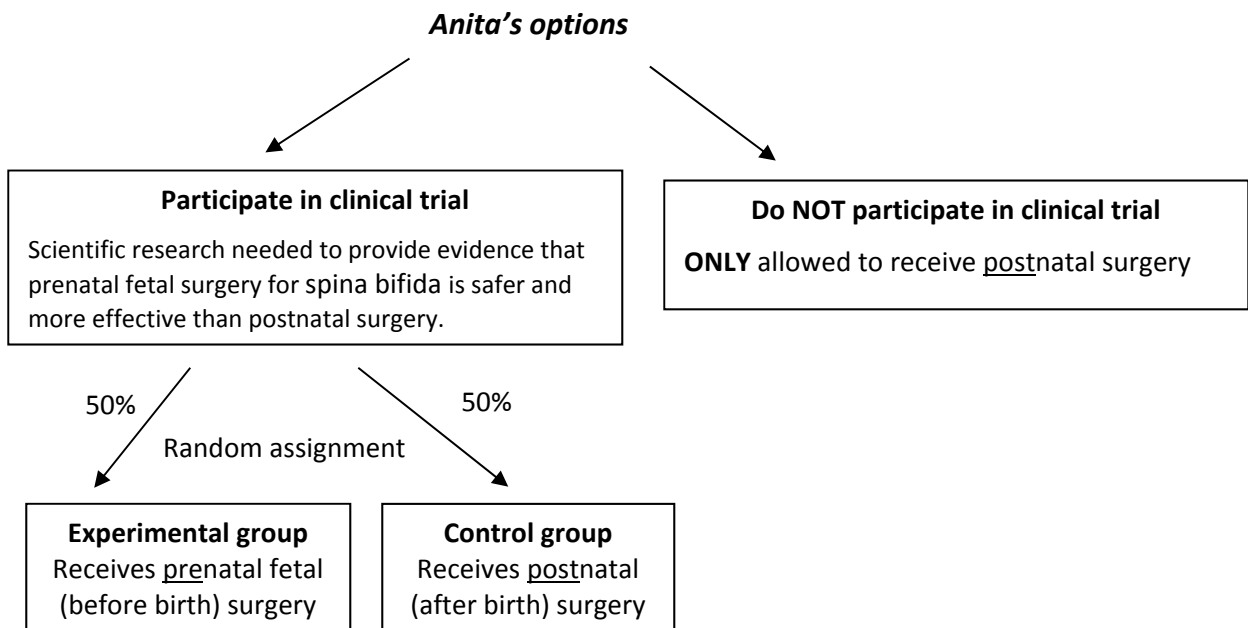 Anita's options
Participate in clinical trial
Scientific research needed to provide evidence that
prenatal fetal surgery for spina bifida is safer and
more effective than postnatal surgery.
Do NOT participate in clinical trial
ONLY allowed to receive postnatal surgery
50%
50%
Random assignment
Experimental group
Receives prenatal fetal
(before birth) surgery
Control group
Receives postnatal
(after birth) surgery